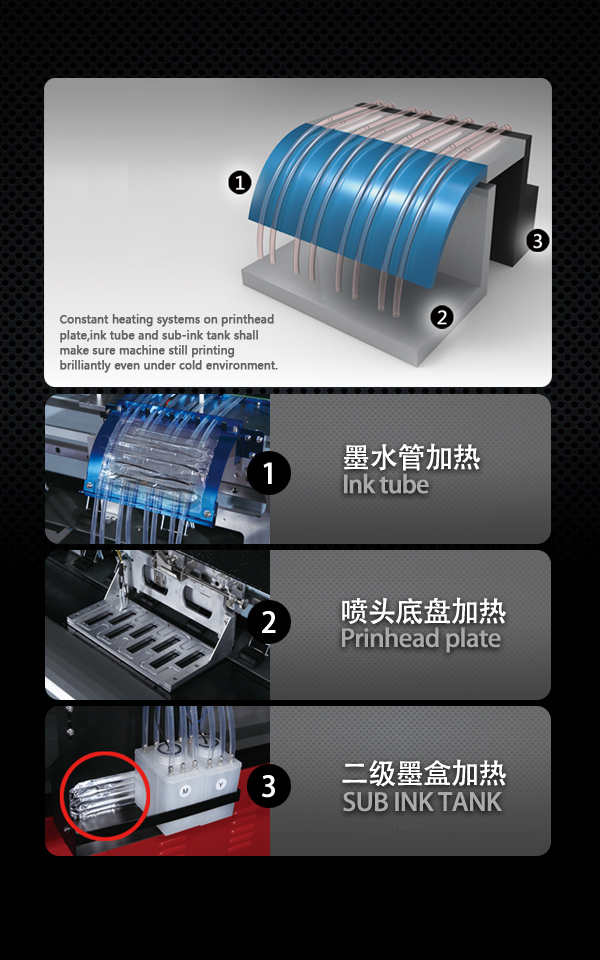 1
3
2
Constant heating systems on printhead
plate,ink tube and sub-ink tank shall
make sure machine still printing
brilliantly even under cold environment.
1
墨水管加热
Ink tube
2
喷头底盘加热
Prinhead plate
M
Y
3
二级墨盒加热
SUB INK TANK